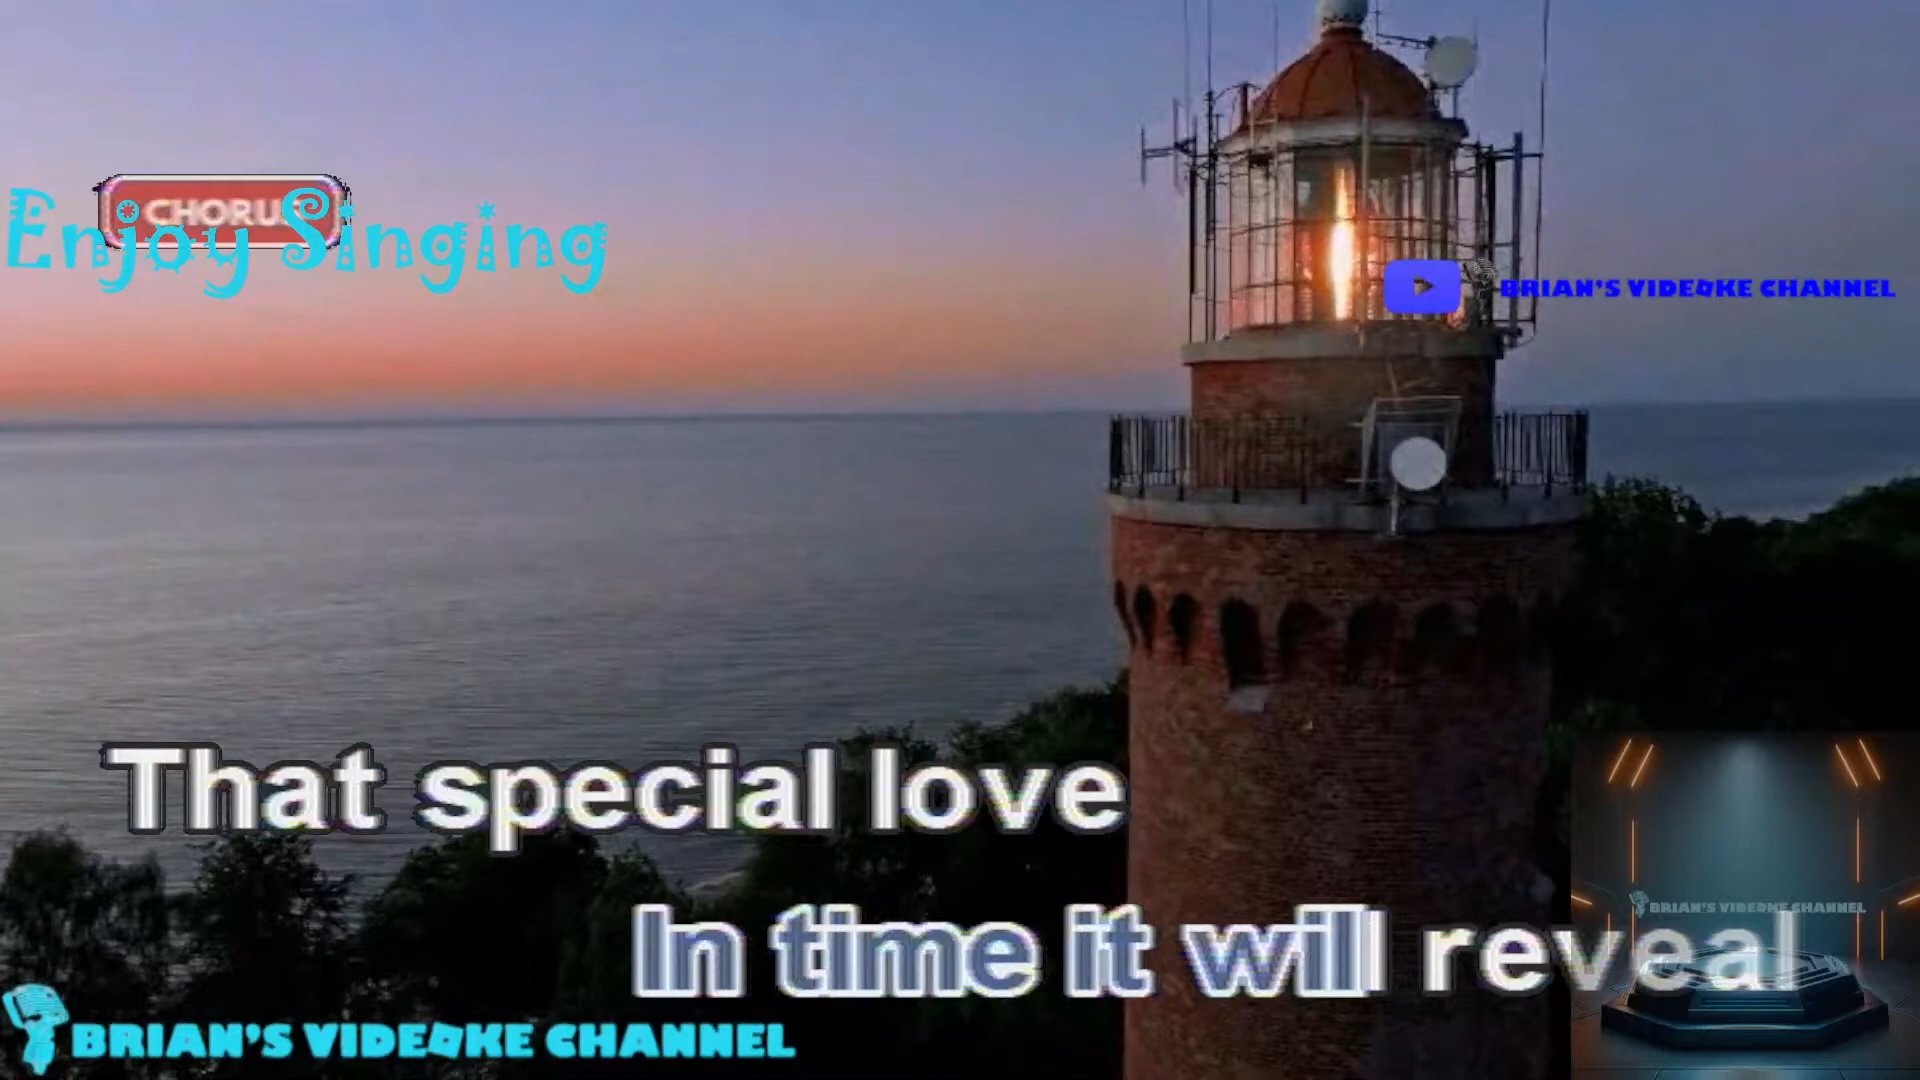 CHORUS
Enjoy Singing
BRIAN'S VIDEOKE CHANNEL
That special love
BRIAN'S VIDEOKE CHANNEL
In time it will reveal
BRIAN'S VIDEOKE CHANNEL